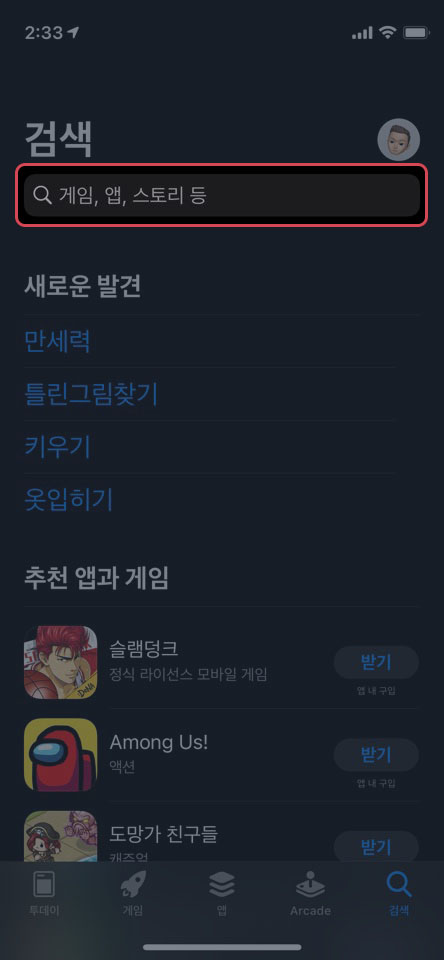 2:33
검색
게임, 앱, 스토리 등
새로운 발견
만세력
틀린그림찾기
키우기
옷입히기
추천 앱과 게임
슬램덩크
정식 라이선스 모바일 게임
받기
앱 내 구입
DeNA
Among Us!
액션
받기
앱 내 구입
도망가 친구들
캐주얼
받기
투데이
게임
앱
Arcade
검색